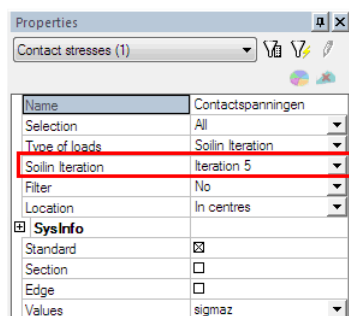 Properties
Contact stresses (1)
Name Contactspanningen
Selection All
Type of loads Soilin Iteration
Soilin Iteration Iteration 5
Filter No
Location In centres
SysInfo
Standard
Section
Edge
Values sigmaz